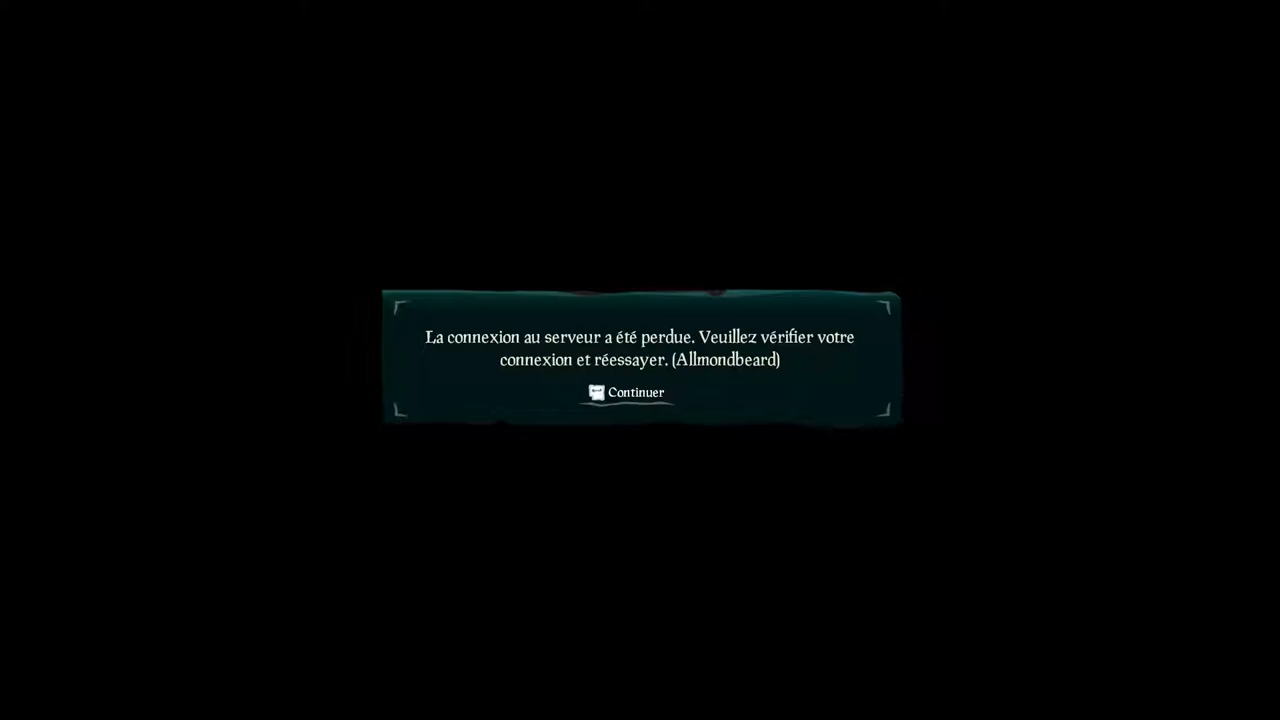 La connexion au serveur a été perdue. Veuillez vérifier votre
connexion et réessayer. (Allmondbeard)
Continuer